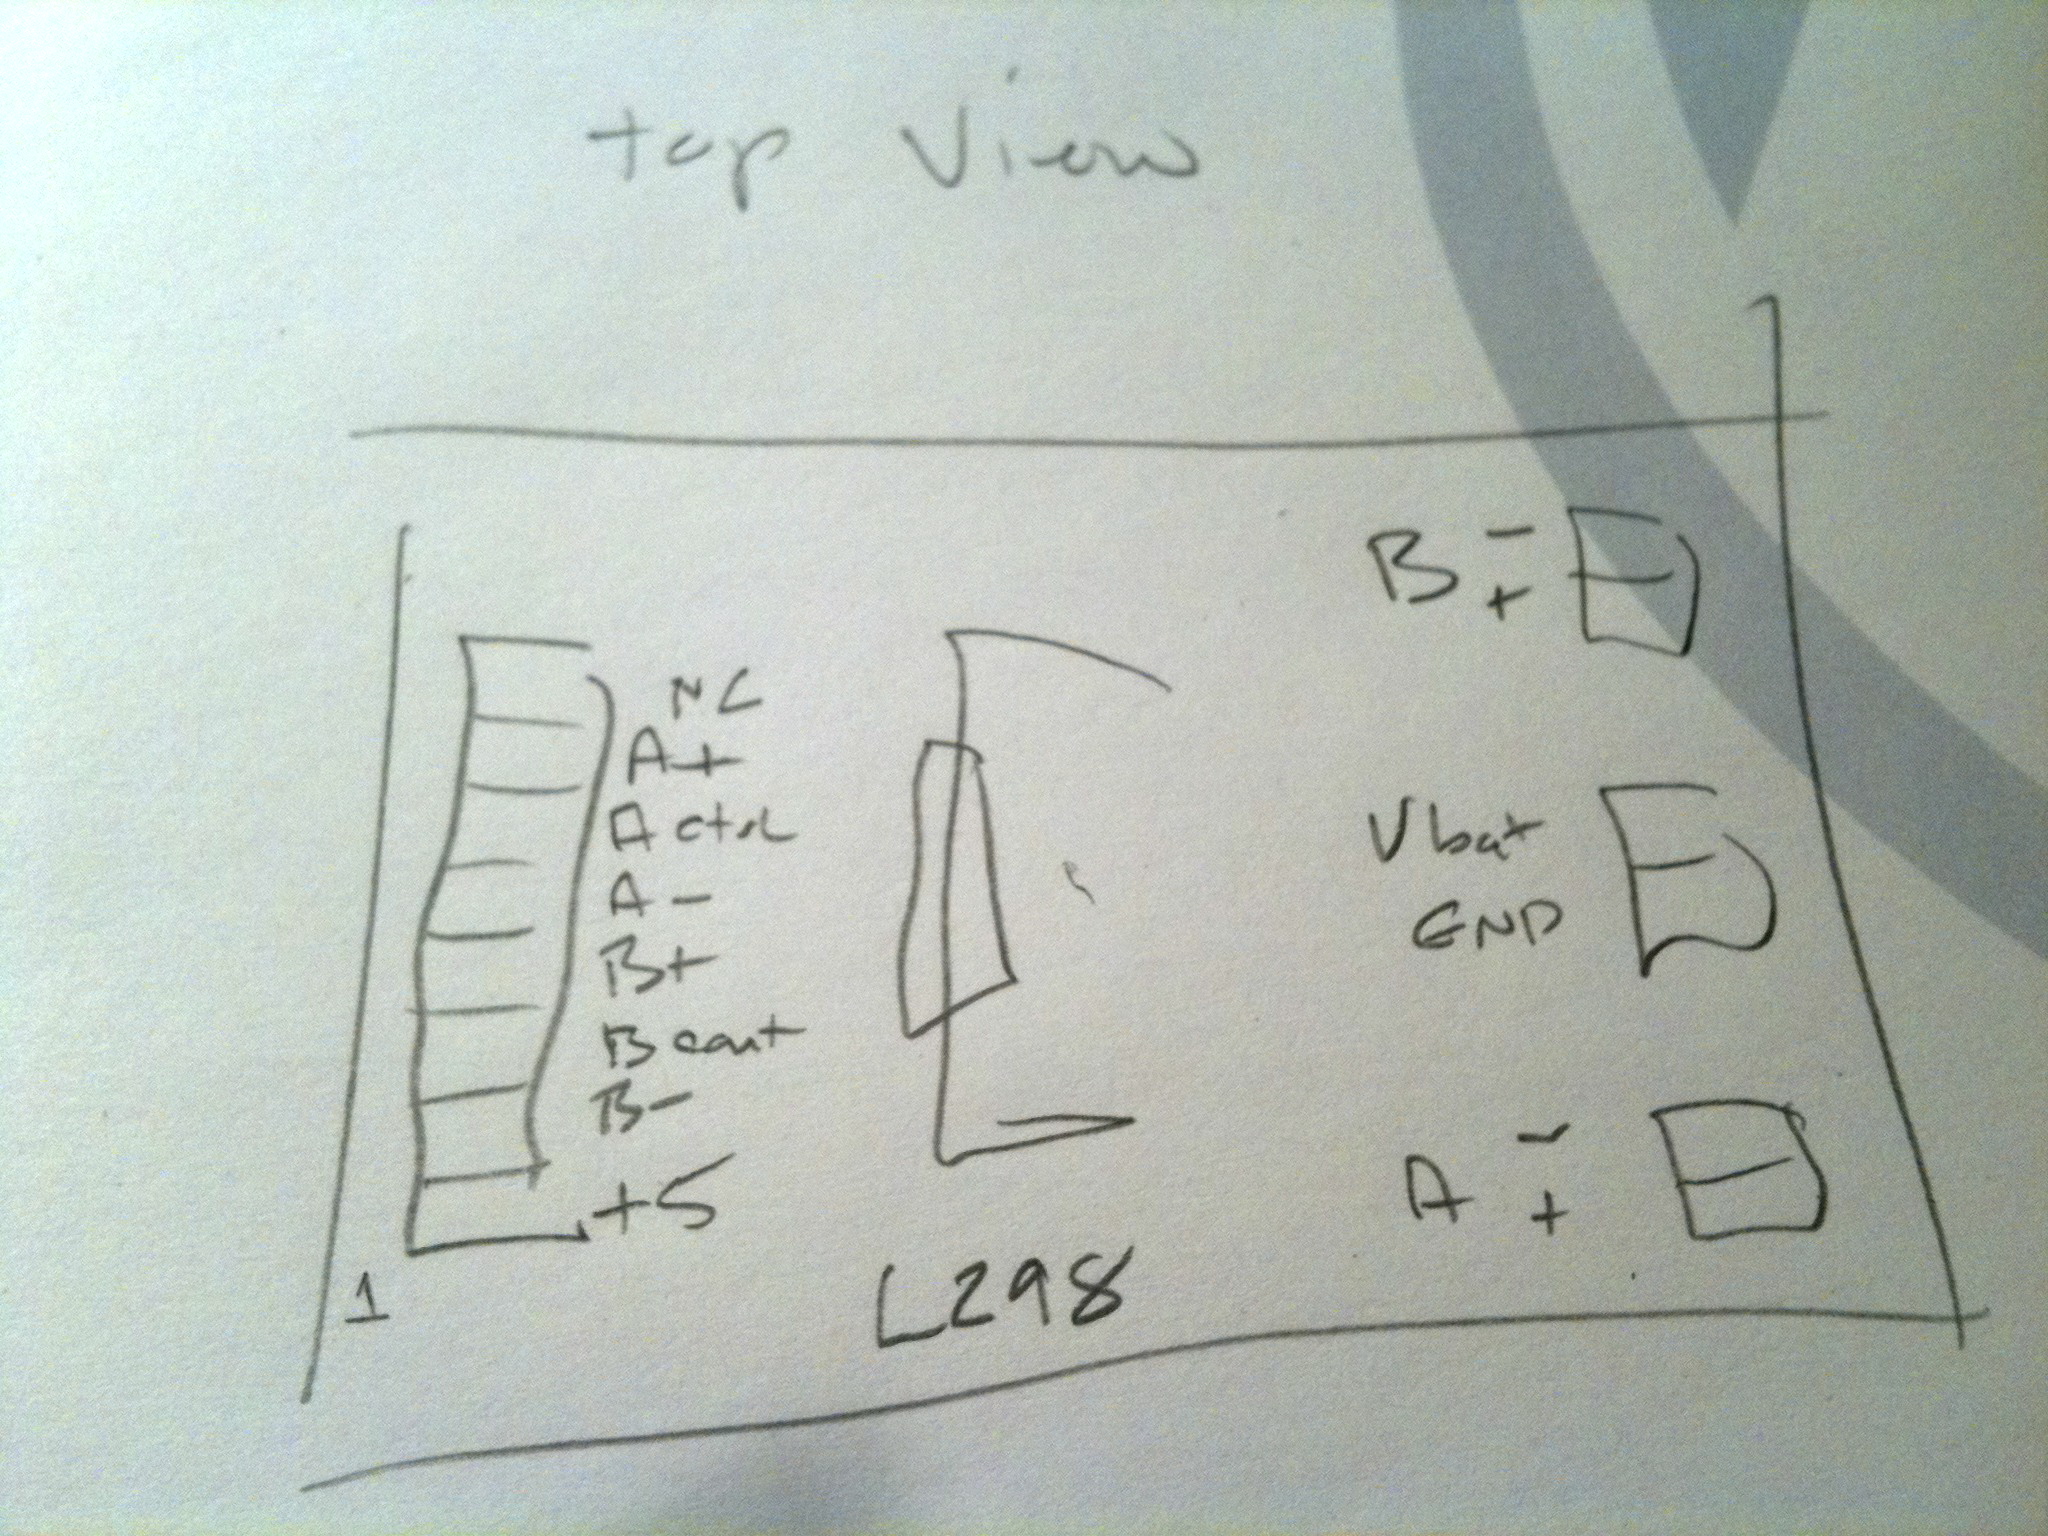 top View
NC
A+
A ctrl
A -
B+
B cont
B-
+5
1
L298
B - +
Vbat
GND
A - +